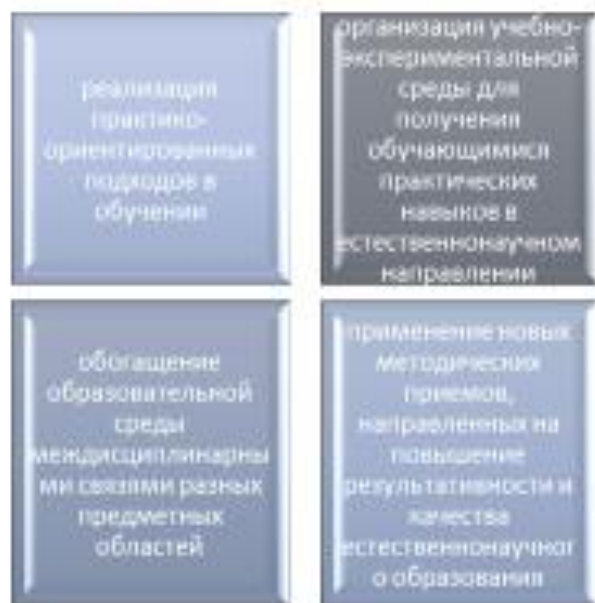 реализация
практико-
ориентированных
подходов в
обучении
организация учебно-
экспериментальной
среды для
получения
обучающимися
практических
навыков в
естественнонаучном
направлении
обогащение
образовательной
среды
междисциплинарны
ми связями разных
предметных
областей
применение новых
методических
приемов,
направленных на
повышение
результативности и
качества
естественнонаучног
о образования